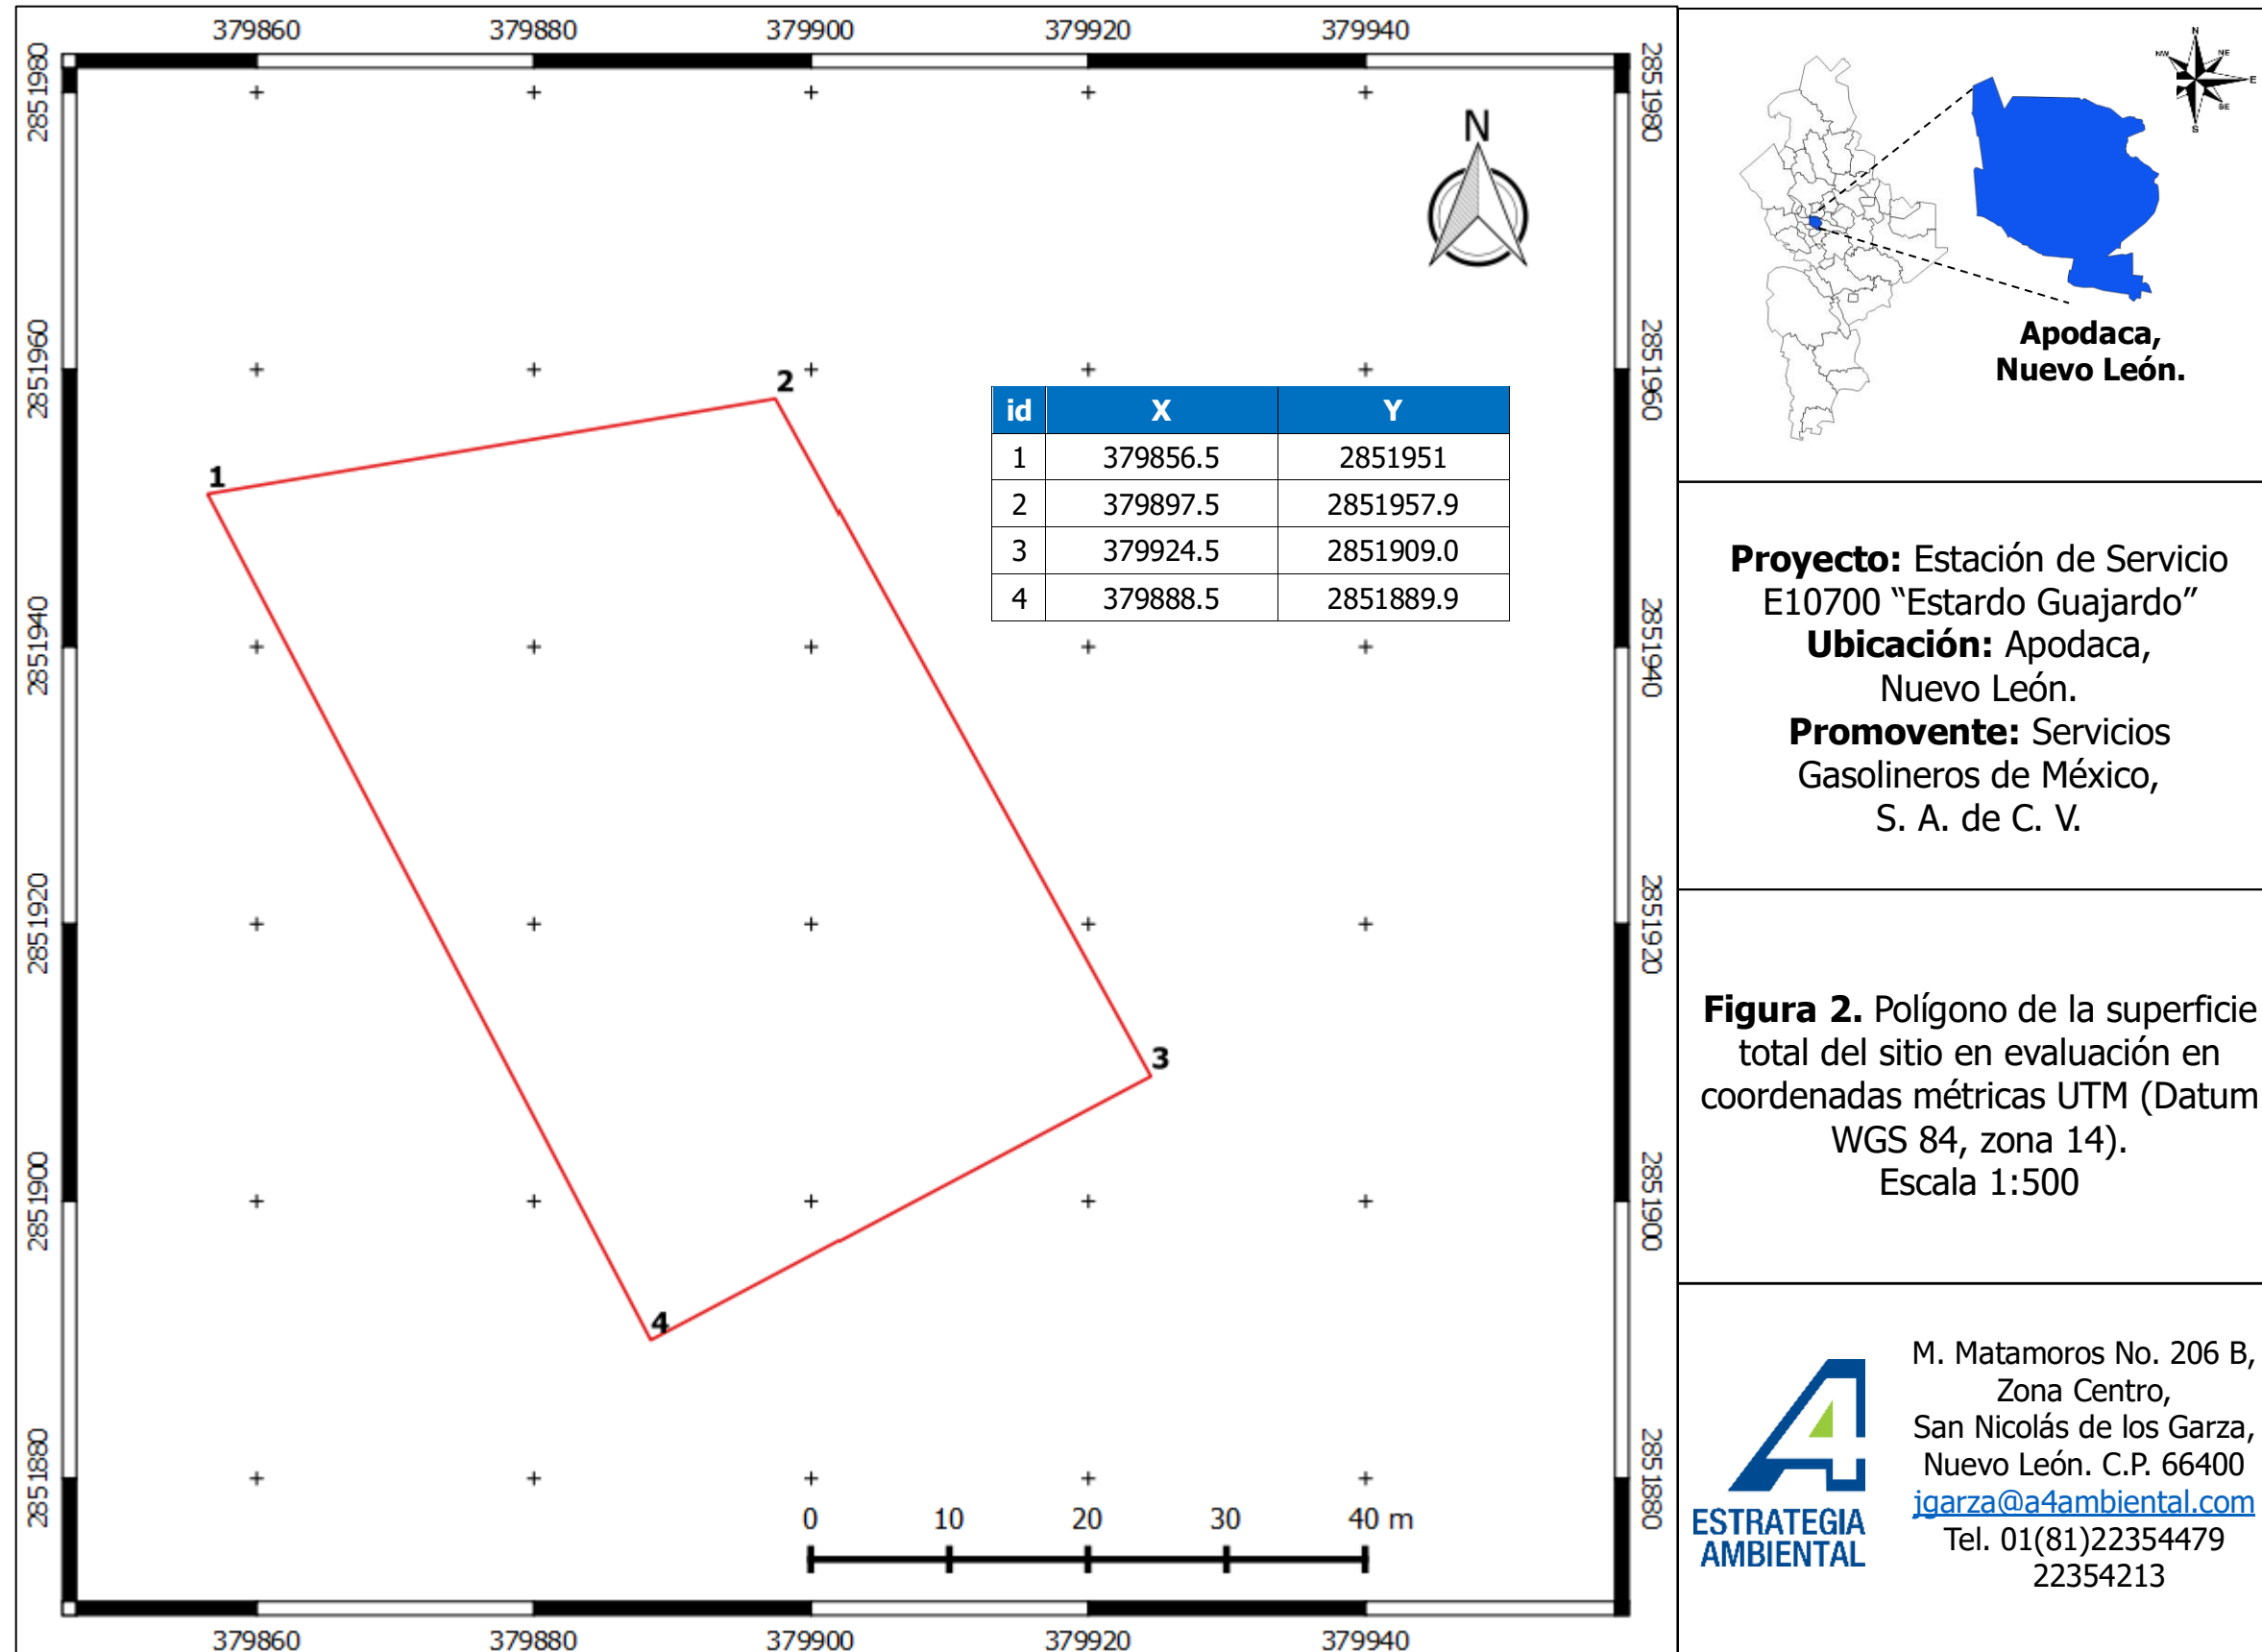 379860 379880 379900 379920 379940
2851980
2851960
2851940
2851920
2851900
2851880
2851980
2851960
2851940
2851920
2851900
2851880
N
1
2
3
4
id X Y
1 379856.5 2851951
2 379897.5 2851957.9
3 379924.5 2851909.0
4 379888.5 2851889.9
0 10 20 30 40 m
379860 379880 379900 379920 379940
N
NE
E
SE
S
NW
Apodaca,
Nuevo León.
Proyecto: Estación de Servicio
E10700 “Estardo Guajardo”
Ubicación: Apodaca,
Nuevo León.
Promovente: Servicios
Gasolineros de México,
S. A. de C. V.
Figura 2. Polígono de la superficie
total del sitio en evaluación en
coordenadas métricas UTM (Datum
WGS 84, zona 14).
Escala 1:500
ESTRATEGIA
AMBIENTAL
M. Matamoros No. 206 B,
Zona Centro,
San Nicolás de los Garza,
Nuevo León. C.P. 66400
jgarza@a4ambiental.com
Tel. 01(81)22354479
22354213